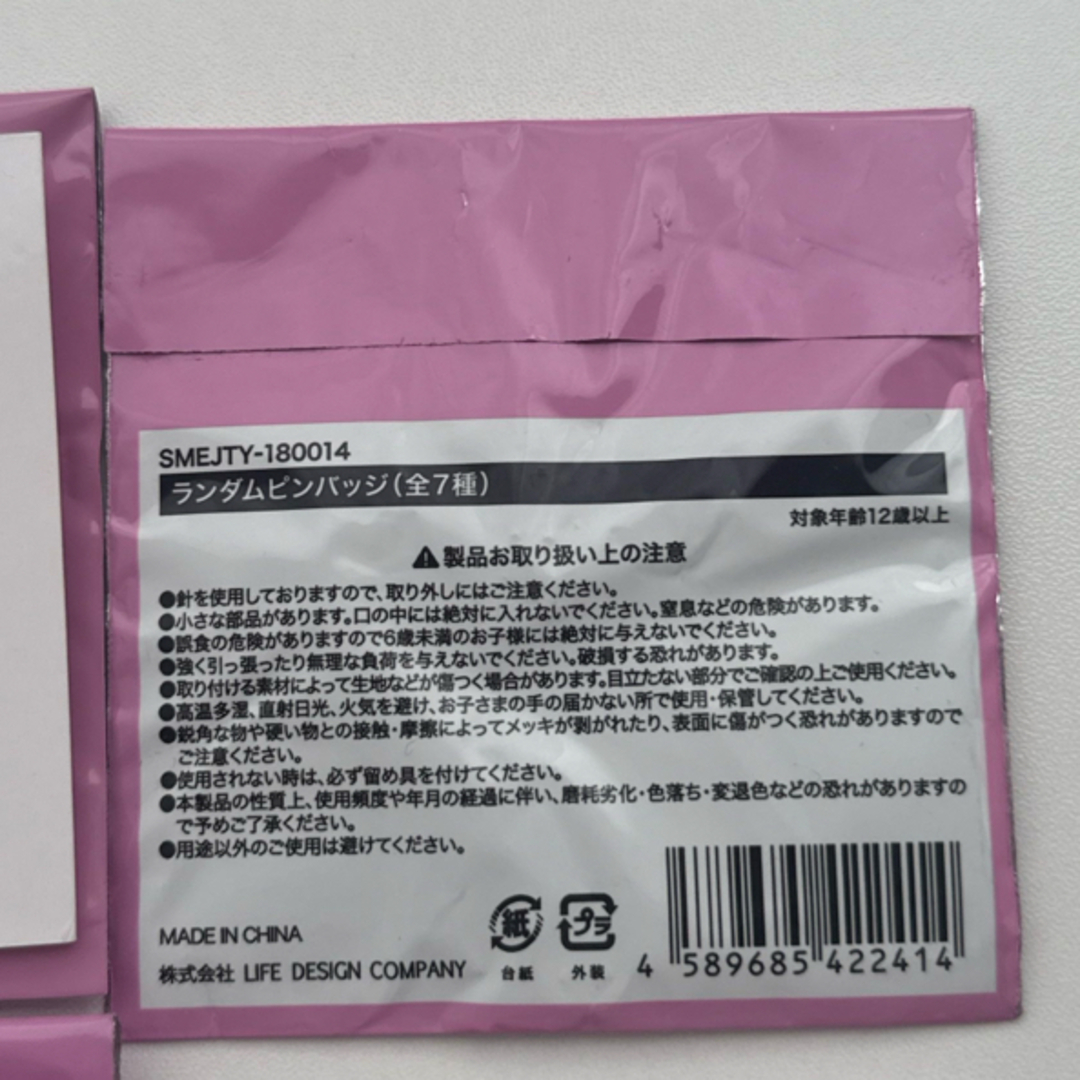 SMEJTY-180014
ランダムピンバッジ(全7種)
対象年齢12歳以上
製品お取り扱い上の注意
●針を使用しておりますので、取り外しにはご注意ください。
●小さな部品があります。口の中には絶対に入れないでください。窒息などの危険があります。
●誤食の危険がありますので6歳未満のお子様には絶対に与えないでください。
●強く引っ張ったり無理な負荷を与えないでください。破損する恐れがあります。
●取り付ける素材によって生地などが傷つく場合があります。目立たない部分でご確認の上ご使用ください。
●高温多湿、直射日光、火気を避け、お子さまの手の届かない所で使用・保管してください。
●鋭角な物や硬い物との接触・摩擦によってメッキが剥がれたり、表面に傷がつく恐れがありますので
ご注意ください。
●使用されない時は、必ず留め具を付けてください。
●本製品の性質上、使用頻度や年月の経過に伴い、磨耗劣化・色落ち・変退色などの恐れがありますの
で予めご了承ください。
●用途以外のご使用は避けてください。
MADE IN CHINA
株式会社 LIFE DESIGN COMPANY
紙
台紙
プラ
外装
4 589685 422414